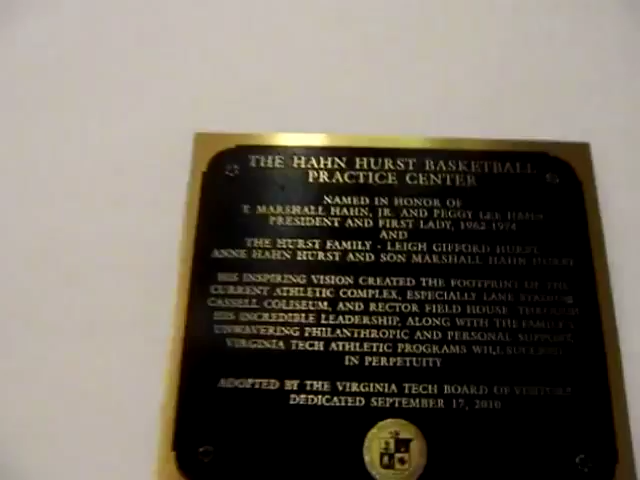 THE HAHN HURST BASKETBALL
PRACTICE CENTER
NAMED IN HONOR OF
T. MARSHALL HAHN, JR. AND PEGGY LEE HAHN
PRESIDENT AND FIRST LADY, 1962-1974
AND
THE HURST FAMILY - LEIGH GIFFORD HURST
ANNE HAHN HURST AND SON MARSHALL HAHN HURST
HIS INSPIRING VISION CREATED THE FOOTPRINT OF THE
CURRENT ATHLETIC COMPLEX, ESPECIALLY LANE STADIUM
CASSELL COLISEUM, AND RECTOR FIELD HOUSE. THROUGH
HIS INCREDIBLE LEADERSHIP, ALONG WITH THE FAMILY'S
UNWAVERING PHILANTHROPIC AND PERSONAL SUPPORT,
VIRGINIA TECH ATHLETIC PROGRAMS WILL SUCCEED
IN PERPETUITY
ADOPTED BY THE VIRGINIA TECH BOARD OF VISITORS
DEDICATED SEPTEMBER 17, 2010